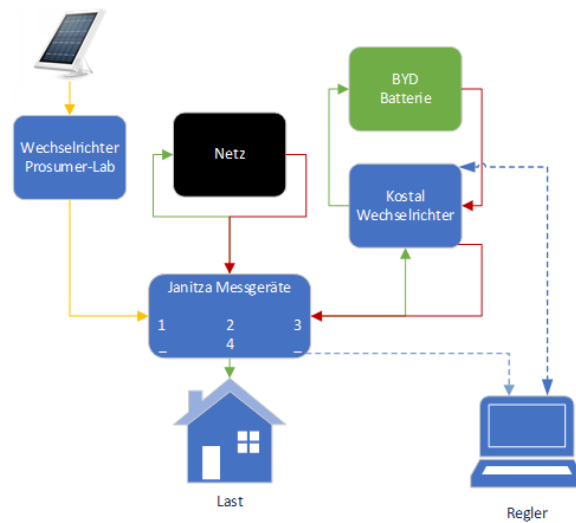 BYD
Batterie
Wechselrichter
Prosumer-Lab
Netz
Kostal
Wechselrichter
Janitza Messgeräte
1 2 3
_ 4 _
Last
Regler